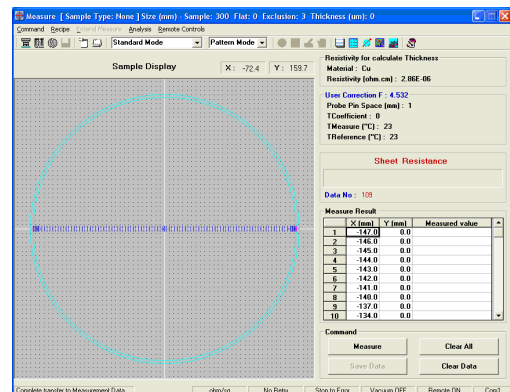 Measure [ Sample Type: None ] Size (mm) - Sample: 300 Flat: 0 Exclusion: 3 Thickness (um): 0
Command Recipe Extend Measure Analysis Remote Controls
Standard Mode Pattern Mode
Sample Display X : -72.4 Y : 159.7
Resistivity for calculate Thickness
Material : Cu
Resistivity (ohm.cm) : 2.86E-06
User Correction F : 4.532
Probe Pin Space (mm) : 1
TCoefficient : 0
TMeasure (°C) : 23
TReference (°C) : 23
Sheet Resistance
Data No : 109
Measure Result
X (mm) Y (mm) Measured value
1 -147.0 0.0
2 -146.0 0.0
3 -145.0 0.0
4 -144.0 0.0
5 -143.0 0.0
6 -142.0 0.0
7 -141.0 0.0
8 -140.0 0.0
9 -137.0 0.0
10 -134.0 0.0
Command
Measure Clear All
Save Data Clear Data
Complete transfer to Measurement Data ohm/sq No Retry Stop to Error Vacuum OFF Remote ON Com1